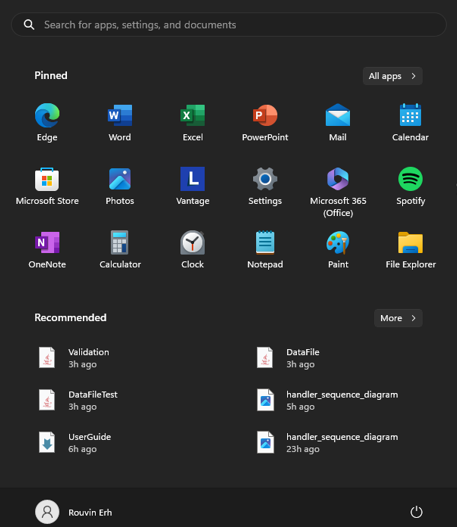 Search for apps, settings, and documents
Pinned
All apps
Edge
Word
Excel
PowerPoint
Mail
Calendar
Microsoft Store
Photos
Vantage
Settings
Microsoft 365
(Office)
Spotify
OneNote
Calculator
Clock
Notepad
Paint
File Explorer
Recommended
More
Validation
3h ago
DataFile
3h ago
DataFileTest
3h ago
handler_sequence_diagram
5h ago
UserGuide
6h ago
handler_sequence_diagram
23h ago
Rouvin Erh